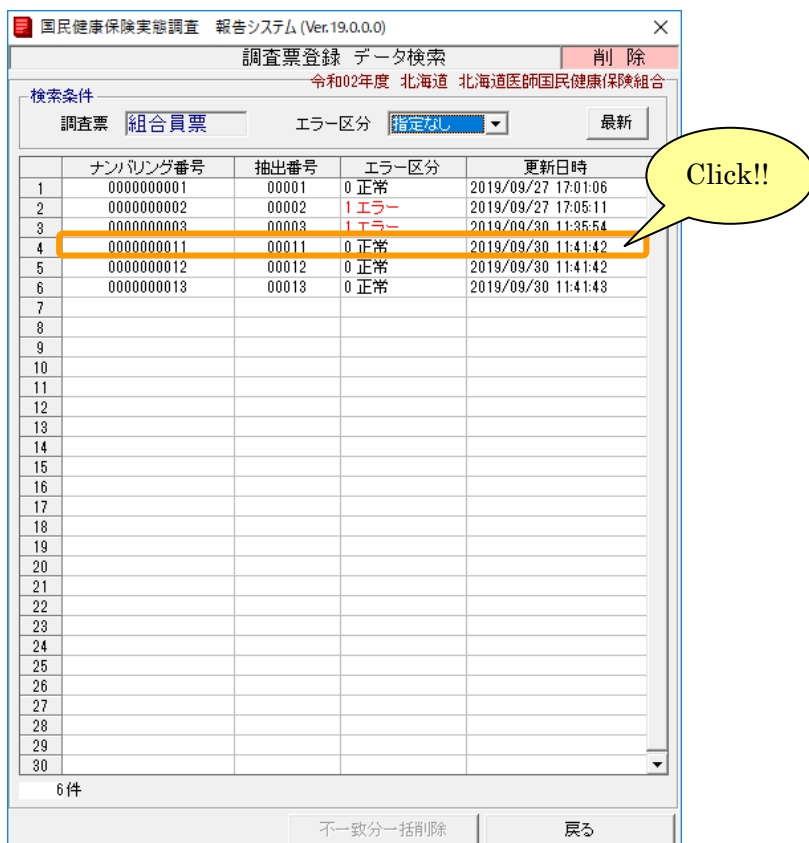 国民健康保険実態調査　報告システム (Ver.19.0.0.0)
調査票登録 データ検索 削 除
令和02年度 北海道 北海道医師国民健康保険組合
検索条件
調査票 組合員票 エラー区分 指定なし 最新
ナンバリング番号 抽出番号 エラー区分 更新日時
1 0000000001 00001 0 正常 2019/09/27 17:01:06
2 0000000002 00002 1 エラー 2019/09/27 17:05:11
3 0000000003 00003 1 エラー 2019/09/30 11:35:54
4 0000000011 00011 0 正常 2019/09/30 11:41:42
5 0000000012 00012 0 正常 2019/09/30 11:41:42
6 0000000013 00013 0 正常 2019/09/30 11:41:43
7
8
9
10
11
12
13
14
15
16
17
18
19
20
21
22
23
24
25
26
27
28
29
30
6件
不一致分一括削除 戻る
Click!!